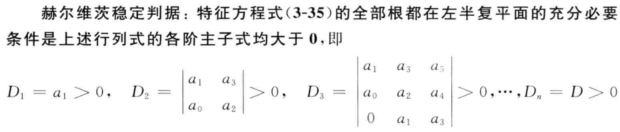 赫尔维茨稳定判据：特征方程式(3-35)的全部根都在左半复平面的充分必要
条件是上述行列式的各阶主子式均大于 0,即
D₁ = a₁ > 0, D₂ = | a₁ a₃ ; a₀ a₂ | > 0, D₃ = | a₁ a₃ a₅ ; a₀ a₂ a₄ ; 0 a₁ a₃ | > 0,⋯,Dₙ = D > 0